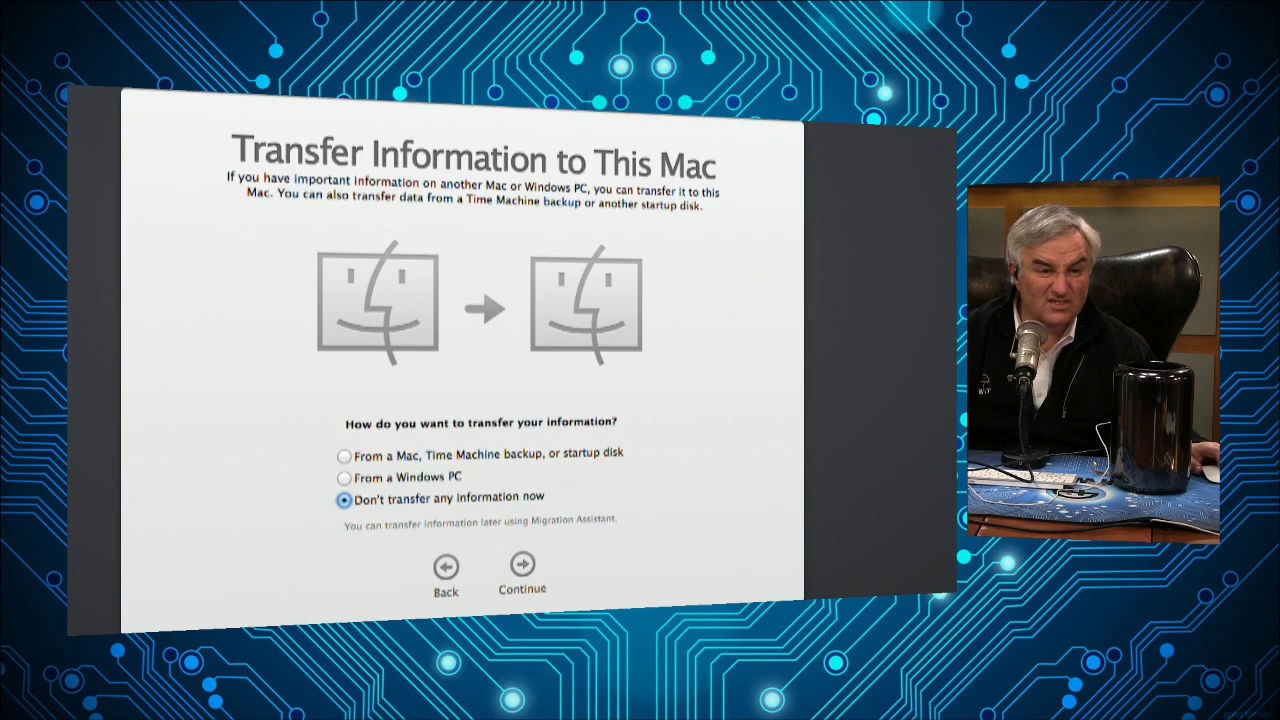 Transfer Information to This Mac
If you have important information on another Mac or Windows PC, you can transfer it to this
Mac. You can also transfer data from a Time Machine backup or another startup disk.
How do you want to transfer your information?
From a Mac, Time Machine backup, or startup disk
From a Windows PC
Don't transfer any information now
You can transfer information later using Migration Assistant.
Back
Continue